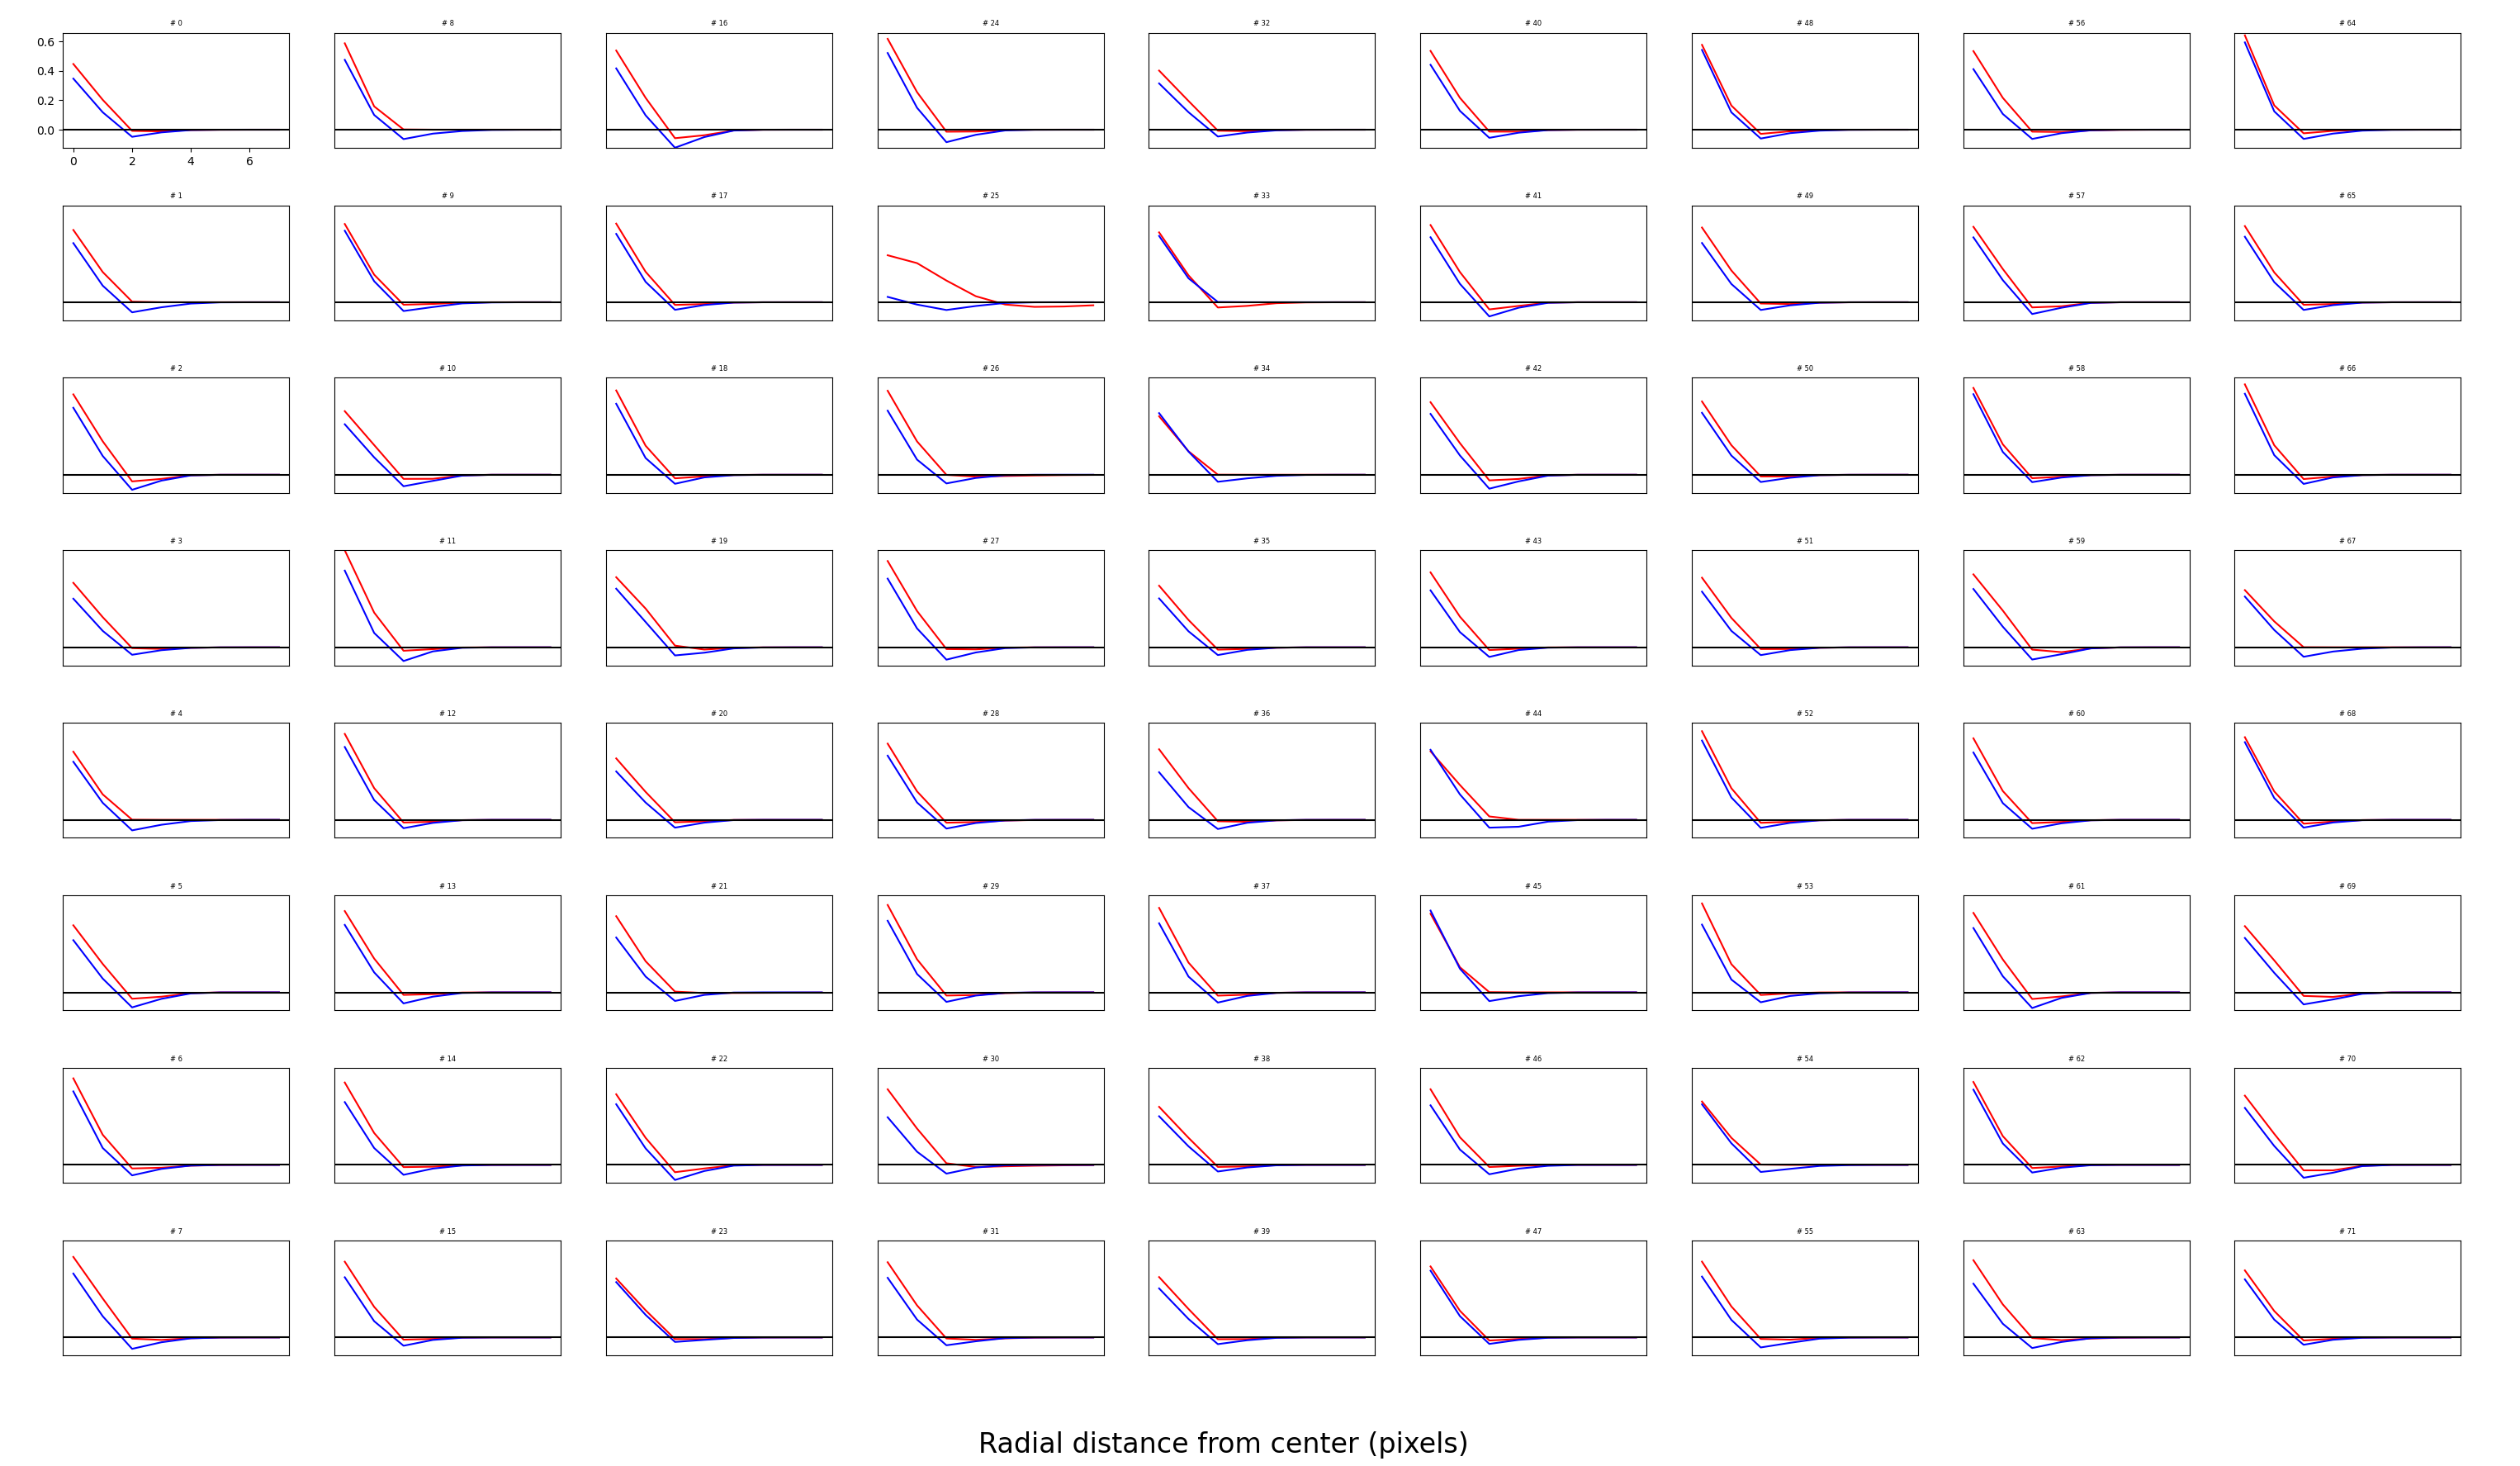 # 0 # 8 # 16 # 24 # 32 # 40 # 48 # 56 # 64
0.6
0.4
0.2
0.0
0 2 4 6
# 1 # 9 # 17 # 25 # 33 # 41 # 49 # 57 # 65
# 2 # 10 # 18 # 26 # 34 # 42 # 50 # 58 # 66
# 3 # 11 # 19 # 27 # 35 # 43 # 51 # 59 # 67
# 4 # 12 # 20 # 28 # 36 # 44 # 52 # 60 # 68
# 5 # 13 # 21 # 29 # 37 # 45 # 53 # 61 # 69
# 6 # 14 # 22 # 30 # 38 # 46 # 54 # 62 # 70
# 7 # 15 # 23 # 31 # 39 # 47 # 55 # 63 # 71
Radial distance from center (pixels)